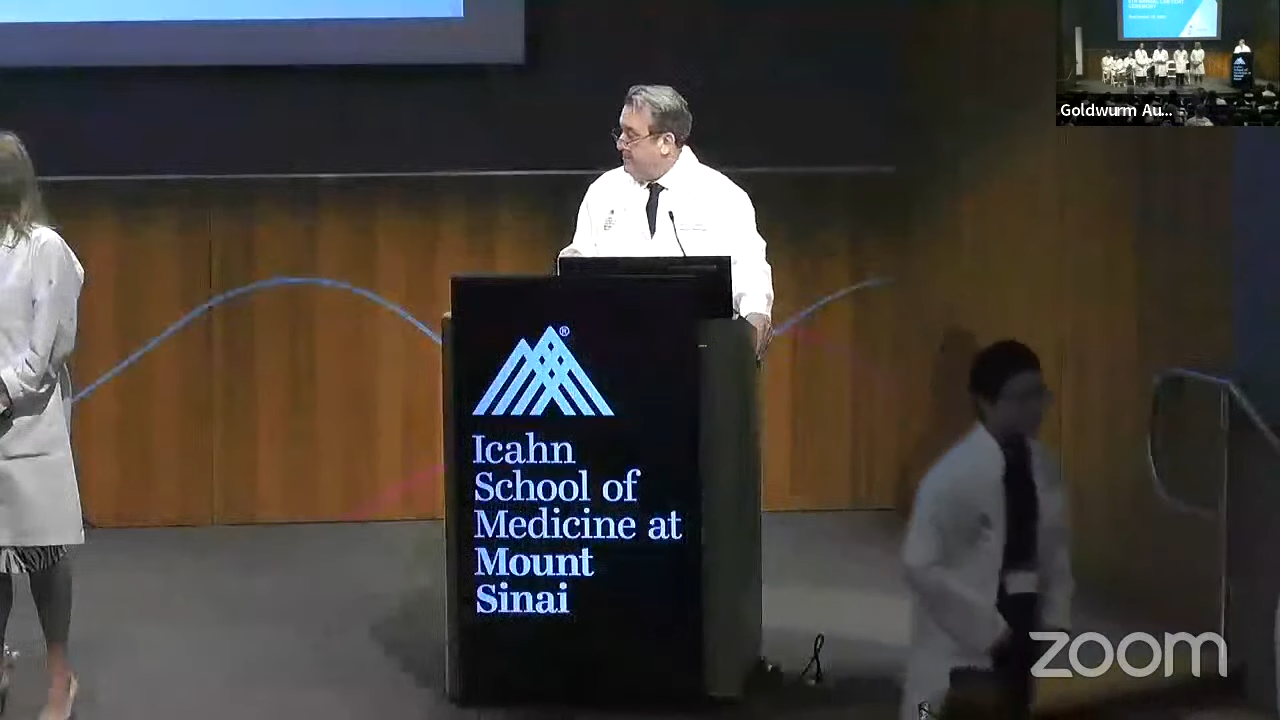 Goldwurm Au...
®
Icahn
School of
Medicine at
Mount
Sinai
zoom